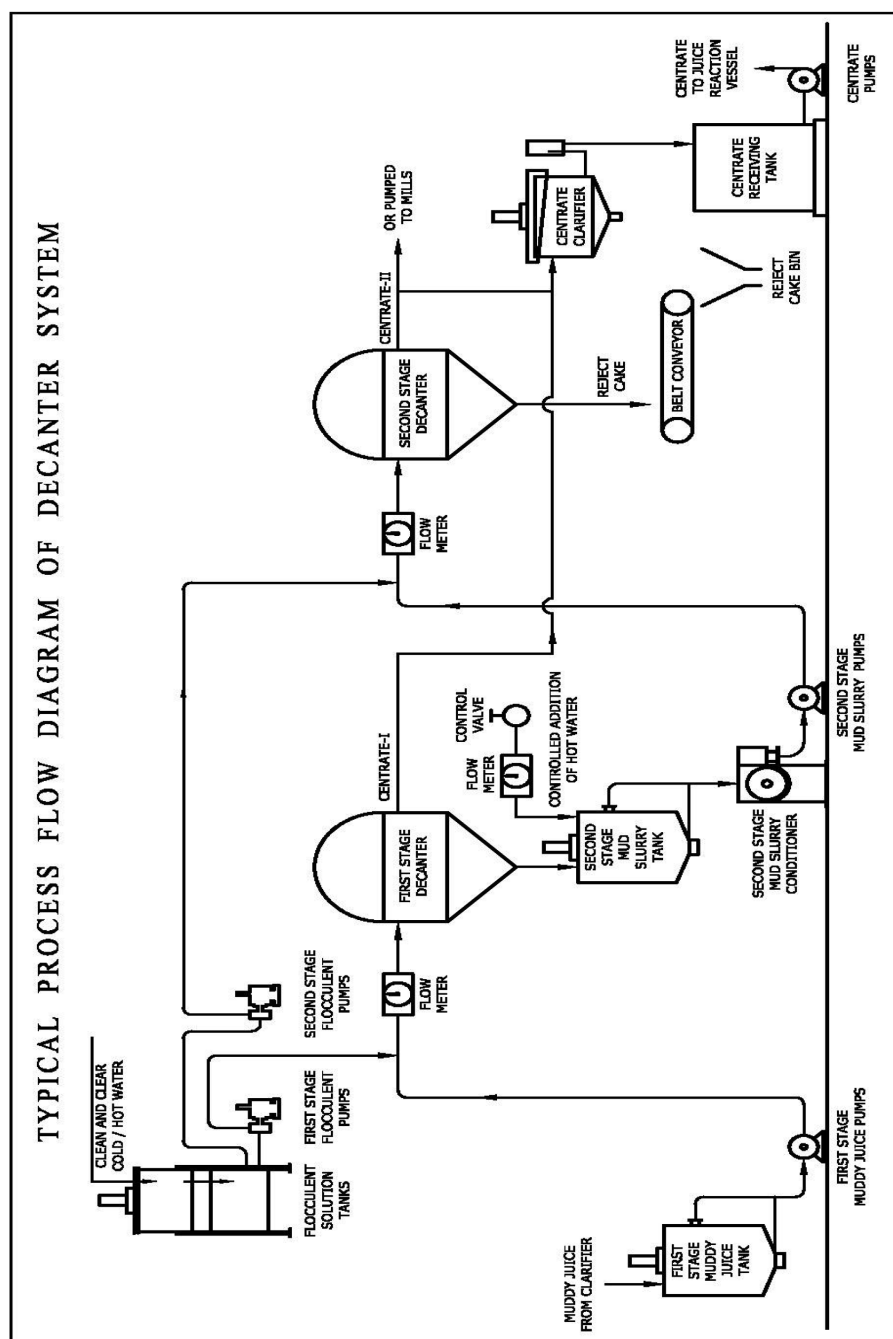 TYPICAL PROCESS FLOW DIAGRAM OF DECANTER SYSTEM
CLEAN AND CLEAR
COLD / HOT WATER
FLOCCULENT
SOLUTION
TANKS
FIRST STAGE
FLOCCULENT
PUMPS
SECOND STAGE
FLOCCULENT
PUMPS
MUDDY JUICE
FROM CLARIFIER
FIRST
STAGE
MUDDY JUICE
TANK
FIRST STAGE
MUDDY JUICE PUMPS
FLOW
METER
FIRST STAGE
DECANTER
CENTRATE-I
FLOW
METER
CONTROL
VALVE
CONTROLLED ADDITION
OF HOT WATER
SECOND
STAGE
MUD
SLURRY
TANK
SECOND STAGE
MUD SLURRY
CONDITIONER
SECOND STAGE
MUD SLURRY PUMPS
FLOW
METER
SECOND STAGE
DECANTER
CENTRATE-II
OR PUMPED
TO MILLS
REJECT
CAKE
BELT CONVEYOR
REJECT
CAKE BIN
CENTRATE
CLARIFIER
CENTRATE
RECEIVING
TANK
CENTRATE
TO JUICE
REACTION
VESSEL
CENTRATE
PUMPS